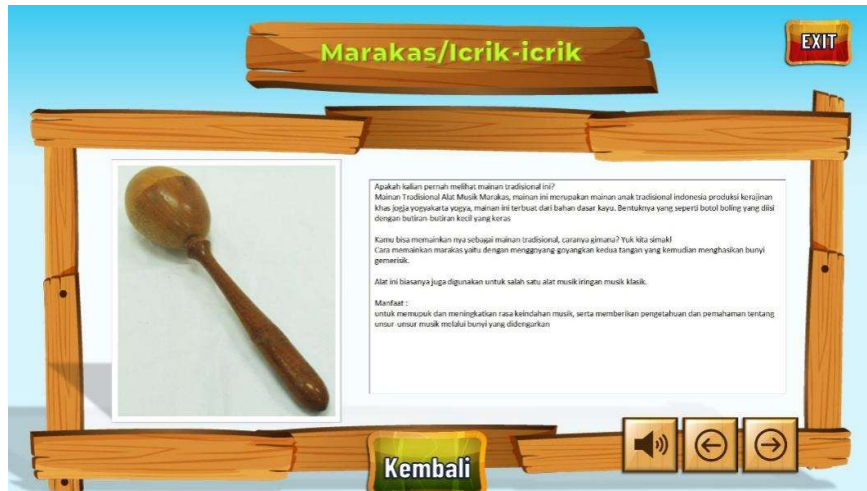 Marakas/Icrik-icrik
EXIT
Apakah kalian pernah melihat mainan tradisional ini?
Mainan Tradisional Alat Musik Marakas, mainan ini merupakan mainan anak tradisional indonesia produksi kerajinan
khas jogja yogyakarta yogya, mainan ini terbuat dari bahan dasar kayu. Bentuknya yang seperti botol boling yang diisi
dengan butiran-butiran kecil yang keras
Kamu bisa memainkan nya sebagai mainan tradisional, caranya gimana? Yuk kita simak!
Cara memainkan marakas yaitu dengan menggoyang-goyangkan kedua tangan yang kemudian menghasikan bunyi
gemerisik.
Alat ini biasanya juga digunakan untuk salah satu alat musik iringan musik klasik.
Manfaat :
untuk memupuk dan meningkatkan rasa keindahan musik, serta memberikan pengetahuan dan pemahaman tentang
unsur-unsur musik melalui bunyi yang didengarkan
Kembali